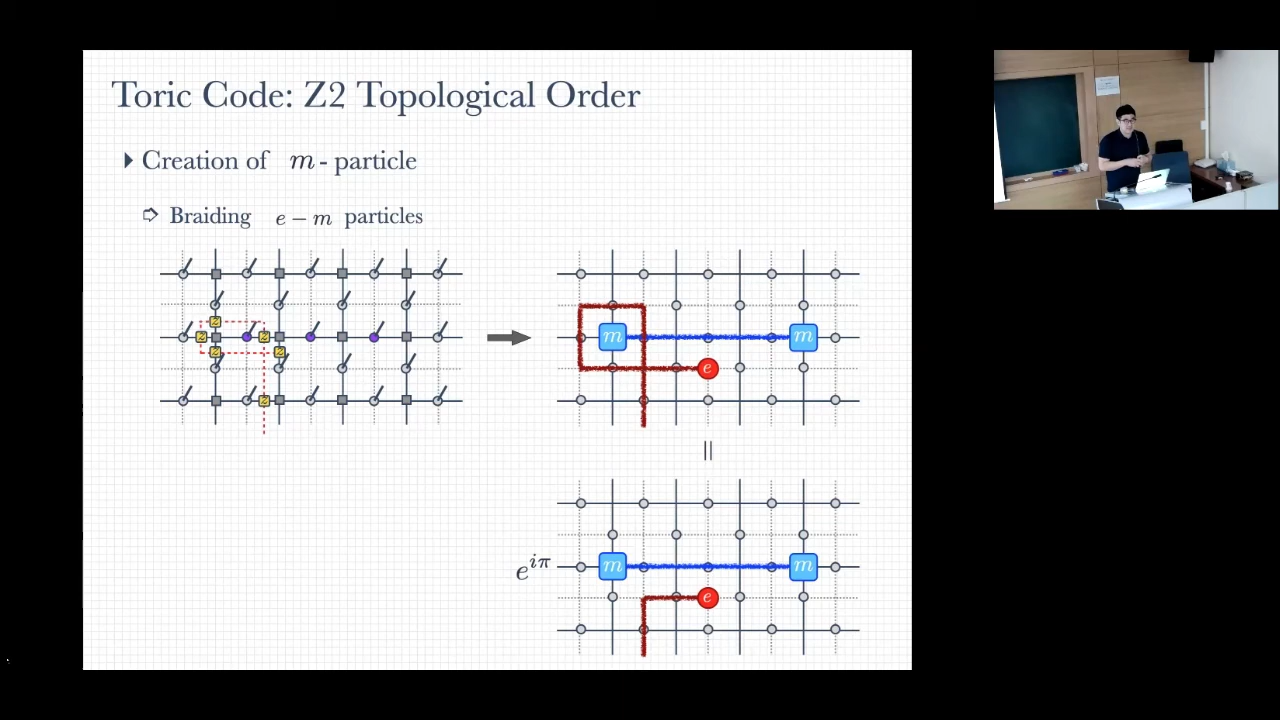 Toric Code: Z2 Topological Order
Creation of m - particle
Braiding e − m particles
z
z z
z z
z
m m
e
=
e^{iπ} m m
e